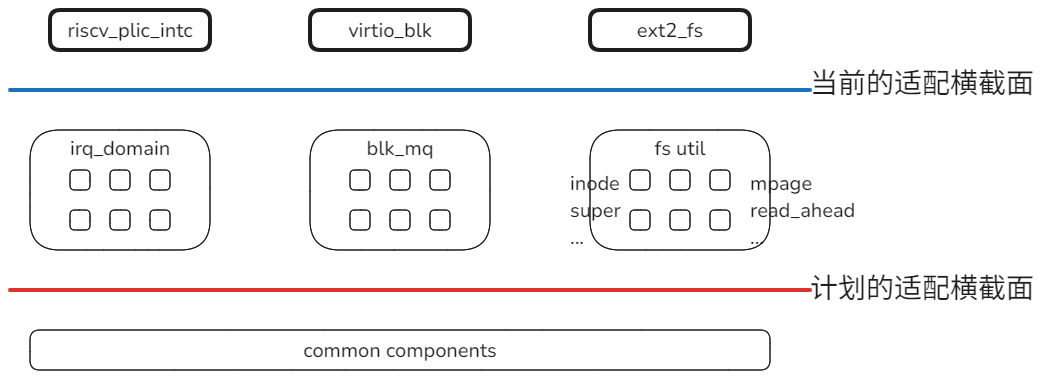 riscv_plic_intc
virtio_blk
ext2_fs
当前的适配横截面
irq_domain
blk_mq
fs util
inode
super
...
mpage
read_ahead
...
计划的适配横截面
common components